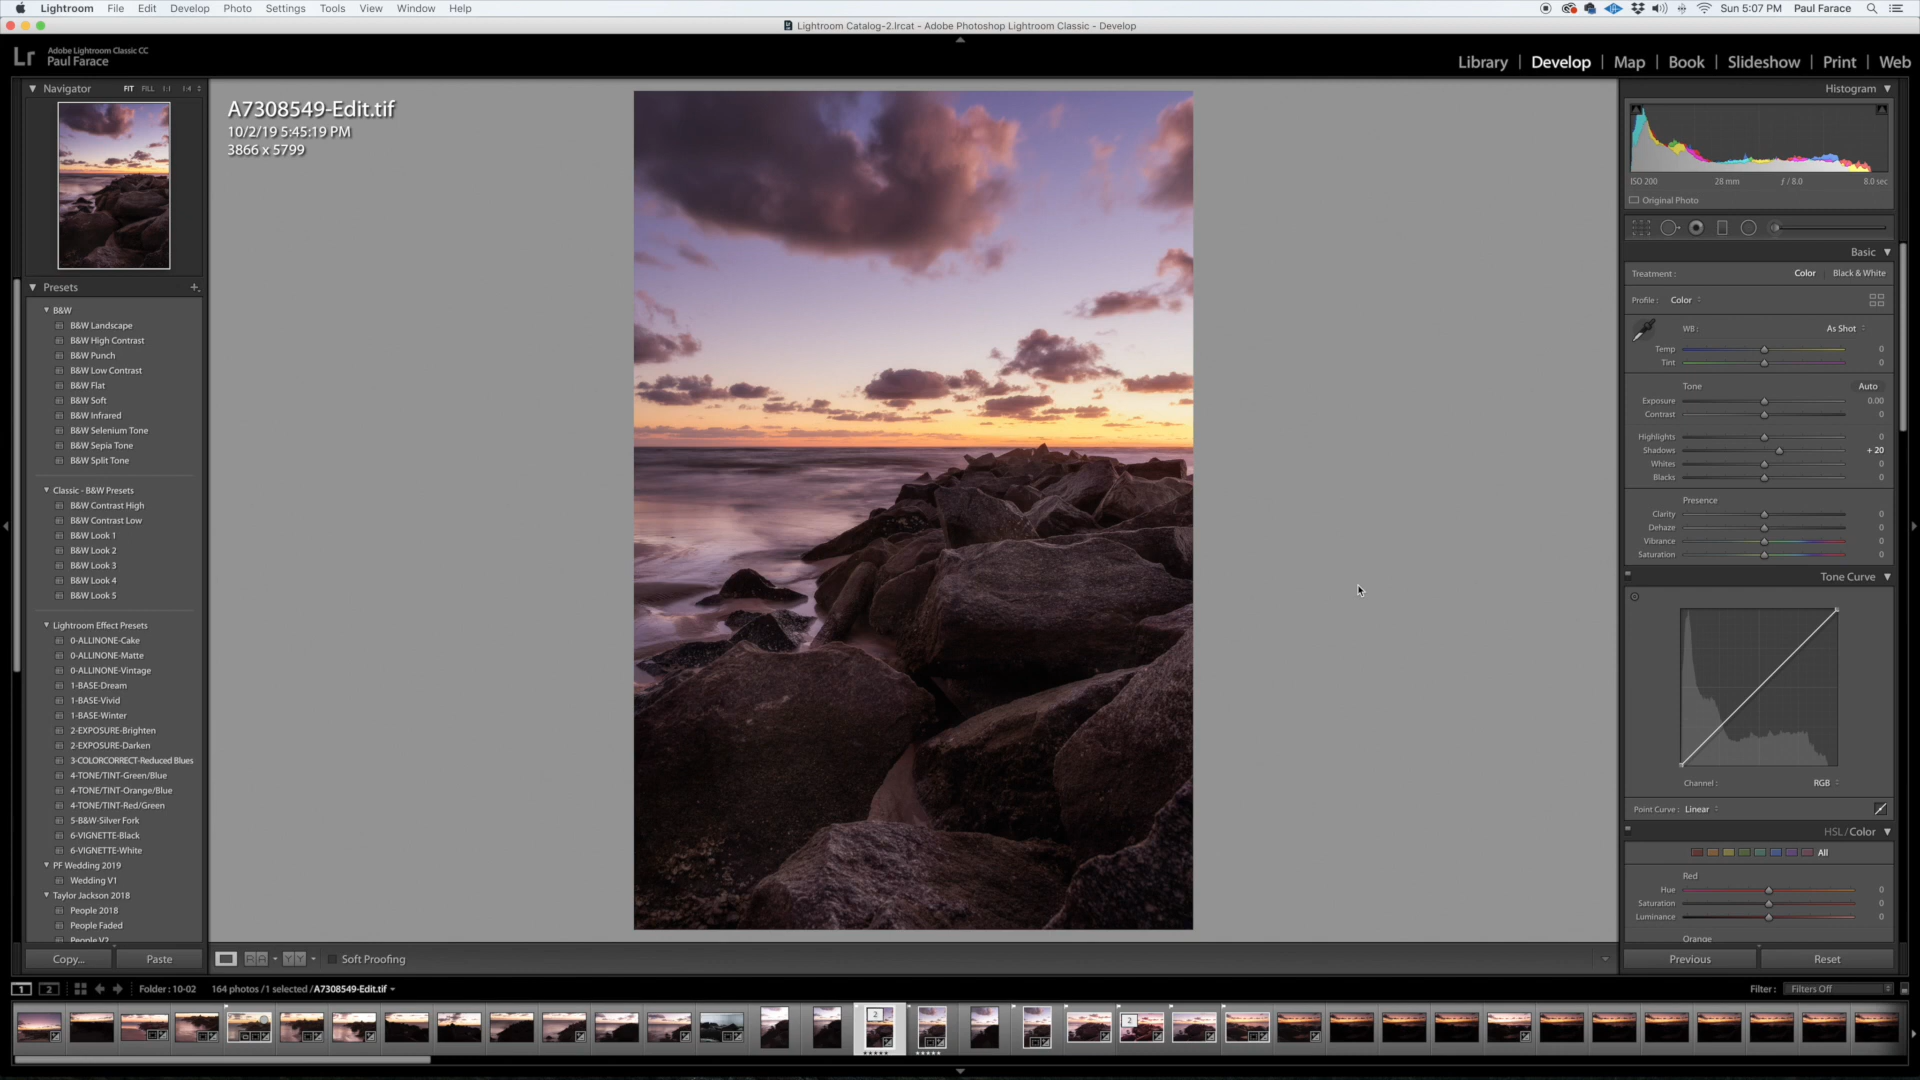 Lightroom File Edit Develop Photo Settings Tools View Window Help Sun 5:07 PM Paul Farace
Lightroom Catalog-2.lrcat - Adobe Photoshop Lightroom Classic - Develop
Lr Adobe Lightroom Classic CC
Paul Farace
Library | Develop | Map | Book | Slideshow | Print | Web
Navigator FIT FILL 1:1 1:4
A7308549-Edit.tif
10/2/19 5:45:19 PM
3866 x 5799
Presets
B&W
B&W Landscape
B&W High Contrast
B&W Punch
B&W Low Contrast
B&W Flat
B&W Soft
B&W Infrared
B&W Selenium Tone
B&W Sepia Tone
B&W Split Tone
Classic - B&W Presets
B&W Contrast High
B&W Contrast Low
B&W Look 1
B&W Look 2
B&W Look 3
B&W Look 4
B&W Look 5
Lightroom Effect Presets
0-ALLINONE-Cake
0-ALLINONE-Matte
0-ALLINONE-Vintage
1-BASE-Dream
1-BASE-Vivid
1-BASE-Winter
2-EXPOSURE-Brighten
2-EXPOSURE-Darken
3-COLORCORRECT-Reduced Blues
4-TONE/TINT-Green/Blue
4-TONE/TINT-Orange/Blue
4-TONE/TINT-Red/Green
5-B&W-Silver Fork
6-VIGNETTE-Black
6-VIGNETTE-White
PF Wedding 2019
Wedding V1
Taylor Jackson 2018
People 2018
People Faded
People V2
Copy... Paste
Soft Proofing
Histogram
ISO 200 28 mm f / 8.0 8.0 sec
Original Photo
Basic
Treatment : Color Black & White
Profile : Color
WB : As Shot
Temp 0
Tint 0
Tone Auto
Exposure 0.00
Contrast 0
Highlights 0
Shadows + 20
Whites 0
Blacks 0
Presence
Clarity 0
Dehaze 0
Vibrance 0
Saturation 0
Tone Curve
Channel : RGB
Point Curve : Linear
HSL / Color
All
Red
Hue 0
Saturation 0
Luminance 0
Orange
Previous Reset
1 2 Folder : 10-02 164 photos / 1 selected / A7308549-Edit.tif Filter : Filters Off
2 2